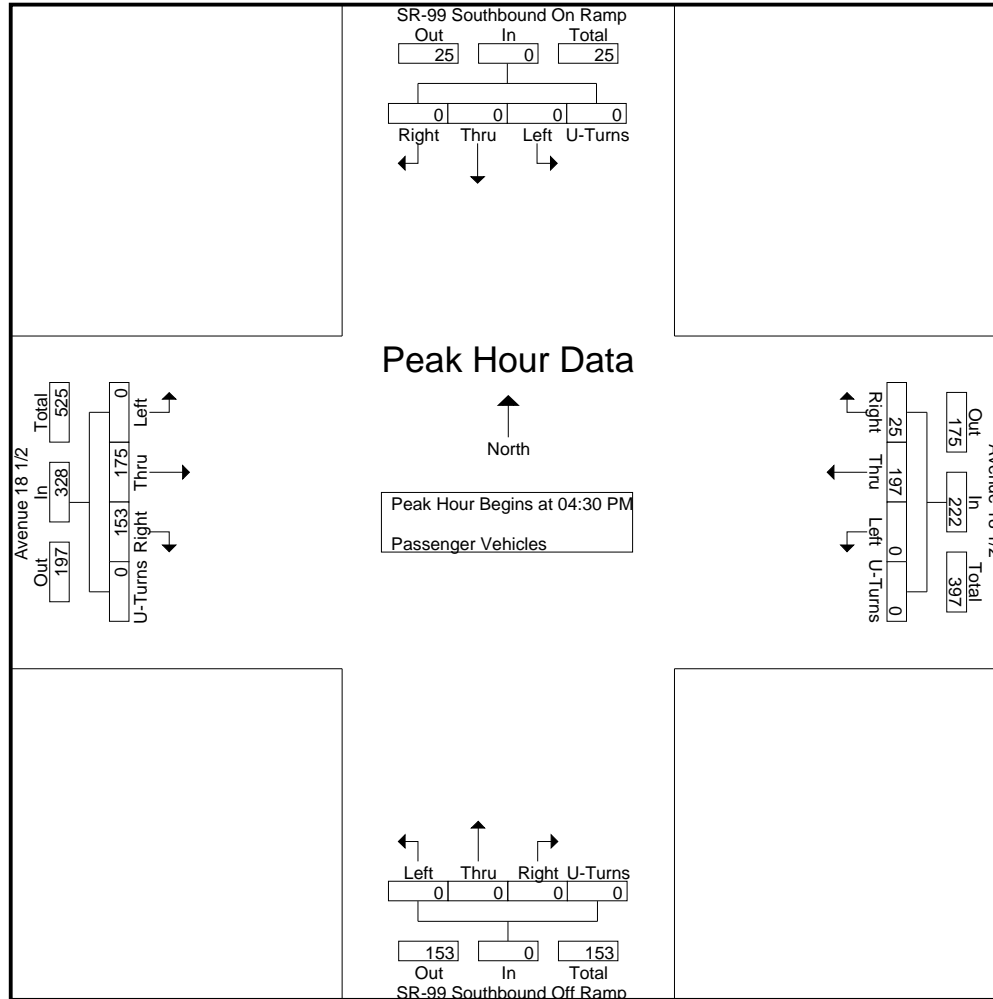 SR-99 Southbound On Ramp
Out In Total
25 0 25
0 0 0 0
Right Thru Left U-Turns
Peak Hour Data
North
Peak Hour Begins at 04:30 PM
Passenger Vehicles
Avenue 18 1/2
Total In Out
525 328 197
0 175 153 0
Left Thru Right U-Turns
Avenue 18 1/2
Out In Total
175 222 397
25 197 0 0
Right Thru Left U-Turns
Left Thru Right U-Turns
0 0 0 0
153 0 153
Out In Total
SR-99 Southbound Off Ramp